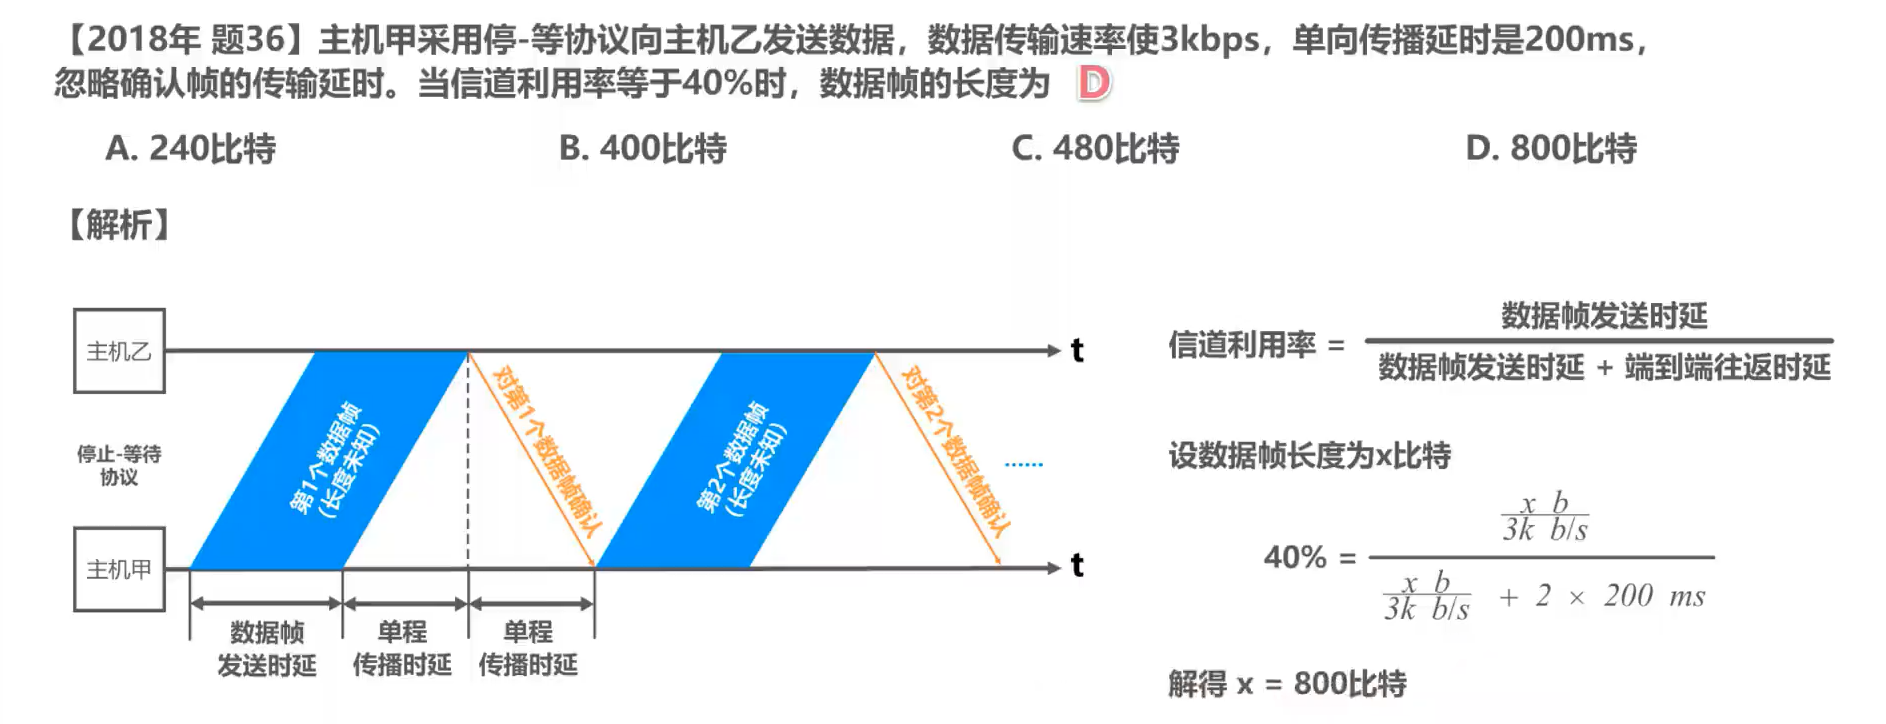 【2018年 题36】主机甲采用停-等协议向主机乙发送数据，数据传输速率使3kbps，单向传播延时是200ms，
忽略确认帧的传输延时。当信道利用率等于40%时，数据帧的长度为 D
A. 240比特 B. 400比特 C. 480比特 D. 800比特
【解析】
主机乙
t
停止-等待
协议
主机甲
t
第1个数据帧
(长度未知)
对第1个数据帧确认
第2个数据帧
(长度未知)
对第2个数据帧确认
......
数据帧
发送时延
单程
传播时延
单程
传播时延
信道利用率 =
数据帧发送时延
数据帧发送时延 + 端到端往返时延
设数据帧长度为x比特
40% =
x b
3k b/s
x b
3k b/s
+ 2 × 200 ms
解得 x = 800比特